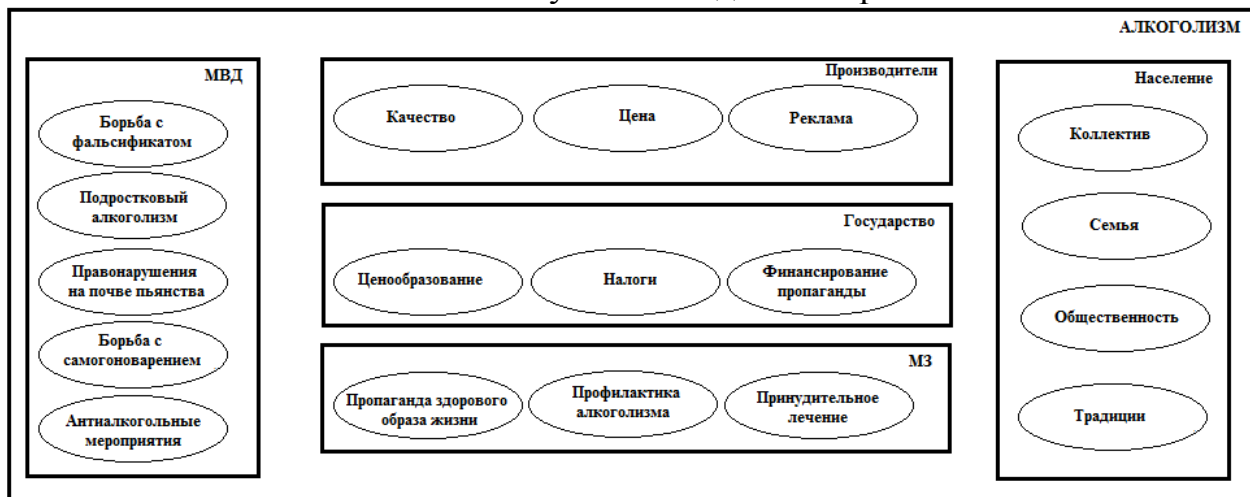 АЛКОГОЛИЗМ
МВД
Борьба с
фальсификатом
Подростковый
алкоголизм
Правонарушения
на почве пьянства
Борьба с
самогоноварением
Антиалкогольные
мероприятия
Производители
Качество
Цена
Реклама
Государство
Ценообразование
Налоги
Финансирование
пропаганды
МЗ
Пропаганда здорового
образа жизни
Профилактика
алкоголизма
Принудительное
лечение
Население
Коллектив
Семья
Общественность
Традиции